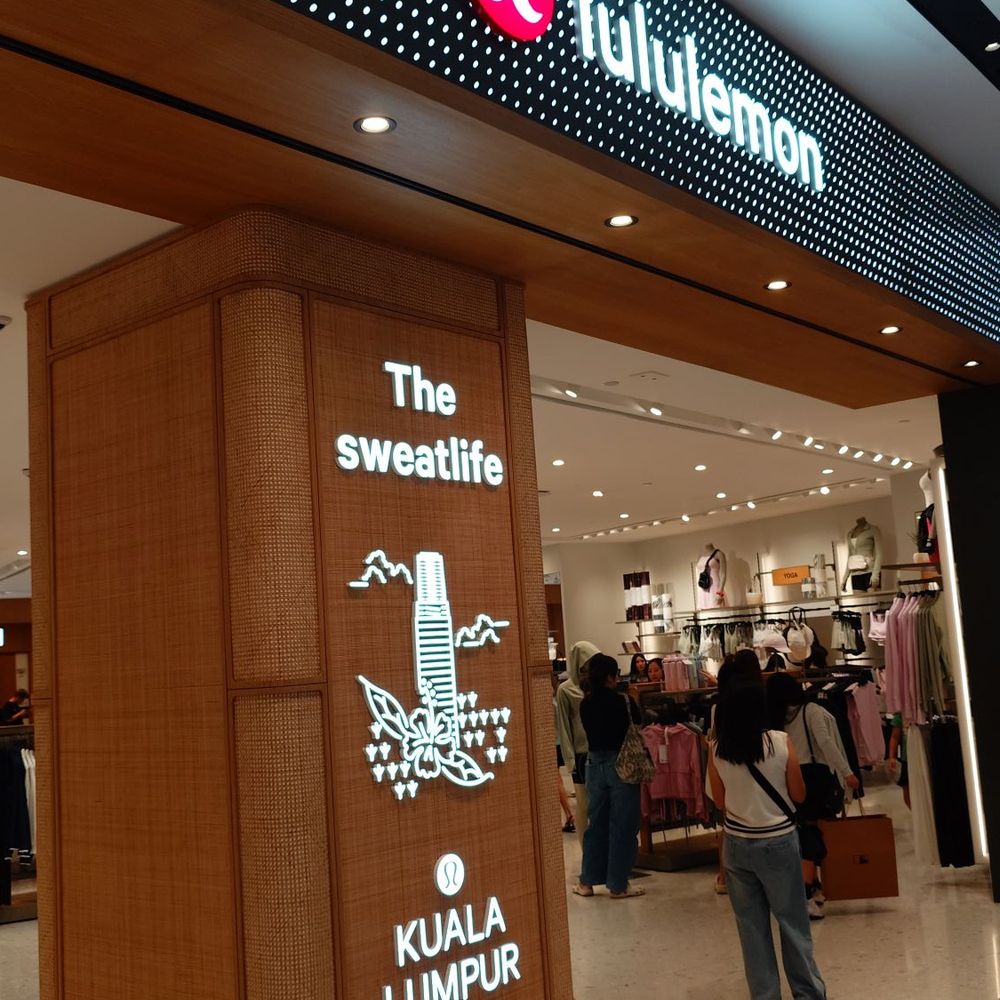 lululemon
The
sweatlife
KUALA
LUMPUR
YOGA